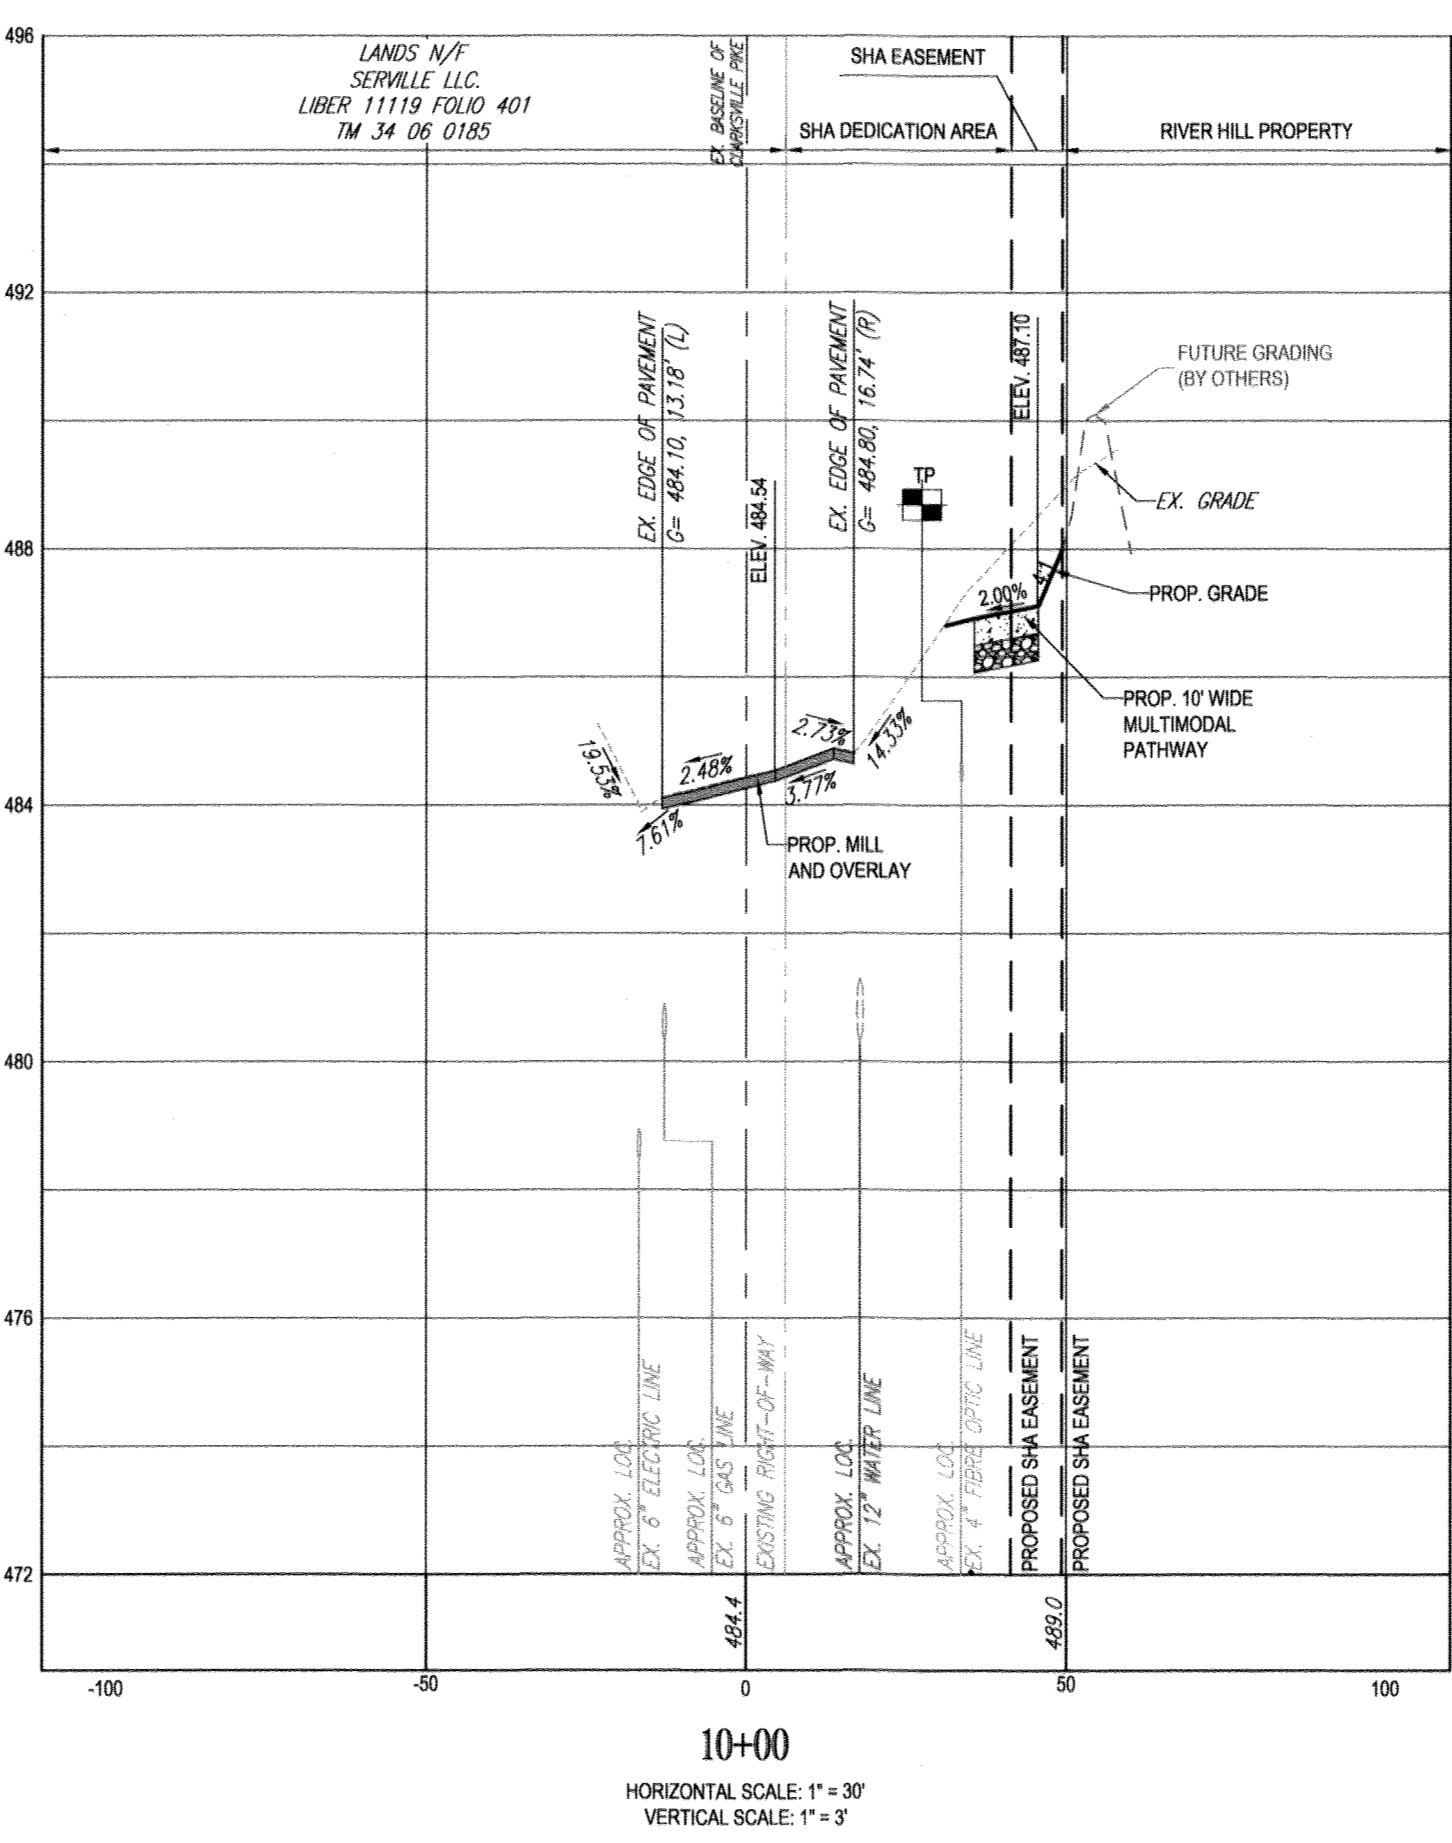 496
LANDS N/F
SERVILLE LLC.
LIBER 11119 FOLIO 401
TM 34 06 0185
EX. BASELINE OF
CLARKSVILLE PIKE
SHA EASEMENT
SHA DEDICATION AREA
RIVER HILL PROPERTY
492
EX. EDGE OF PAVEMENT
G= 484.10, 13.18' (L)
ELEV. 484.54
EX. EDGE OF PAVEMENT
G= 484.80, 16.74' (R)
TP
ELEV. 487.10
FUTURE GRADING
(BY OTHERS)
EX. GRADE
488
4:1
PROP. GRADE
2.00%
PROP. 10' WIDE
MULTIMODAL
PATHWAY
19.53%
2.48%
2.73%
14.33%
3.77%
7.61%
484
PROP. MILL
AND OVERLAY
480
476
APPROX. LOC.
EX. 6" ELECTRIC LINE
APPROX. LOC.
EX. 6" GAS LINE
EXISTING RIGHT-OF-WAY
APPROX. LOC.
EX. 12" WATER LINE
APPROX. LOC.
EX. 4" FIBRE OPTIC LINE
PROPOSED SHA EASEMENT
PROPOSED SHA EASEMENT
472
484.4
489.0
-100
-50
0
50
100
10+00
HORIZONTAL SCALE: 1" = 30'
VERTICAL SCALE: 1" = 3'